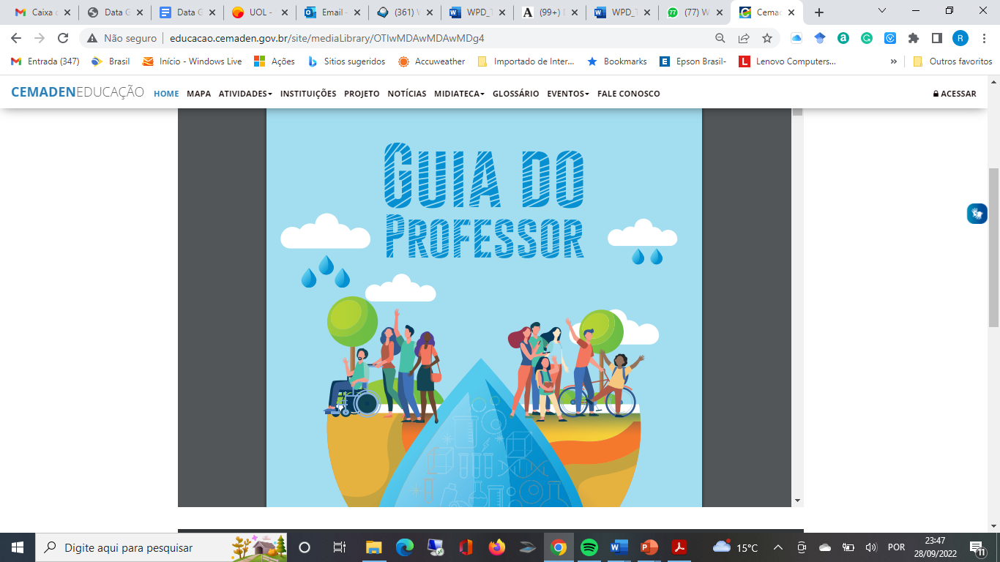 Caixa d
Data G
Data G
UOL -
Email -
(361) V
WPD_T
(99+) I
WPD_T
(77) W
Cemad
Não seguro | educacao.cemaden.gov.br/site/mediaLibrary/OTIwMDAwMDAwMDg4
R
Entrada (347)
Brasil
Início - Windows Live
Ações
Sitios sugeridos
Accuweather
Importado de Inter...
Bookmarks
Epson Brasil-
Lenovo Computers...
»
Outros favoritos
CEMADENEDUCAÇÃO HOME MAPA ATIVIDADES INSTITUIÇÕES PROJETO NOTÍCIAS MIDIATECA GLOSSÁRIO EVENTOS FALE CONOSCO ACESSAR
GUIA DO
PROFESSOR
Digite aqui para pesquisar
15°C
POR
23:47
28/09/2022
11